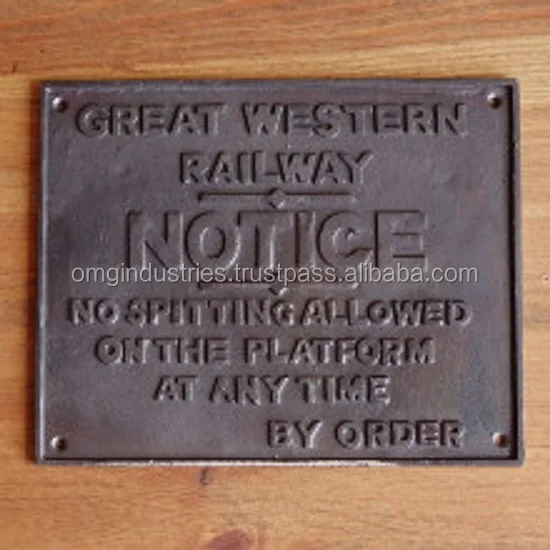 GREAT WESTERN
RAILWAY
NOTICE
omgindustries.trustpass.alibaba.com
NO SPITTING ALLOWED
ON THE PLATFORM
AT ANY TIME
BY ORDER